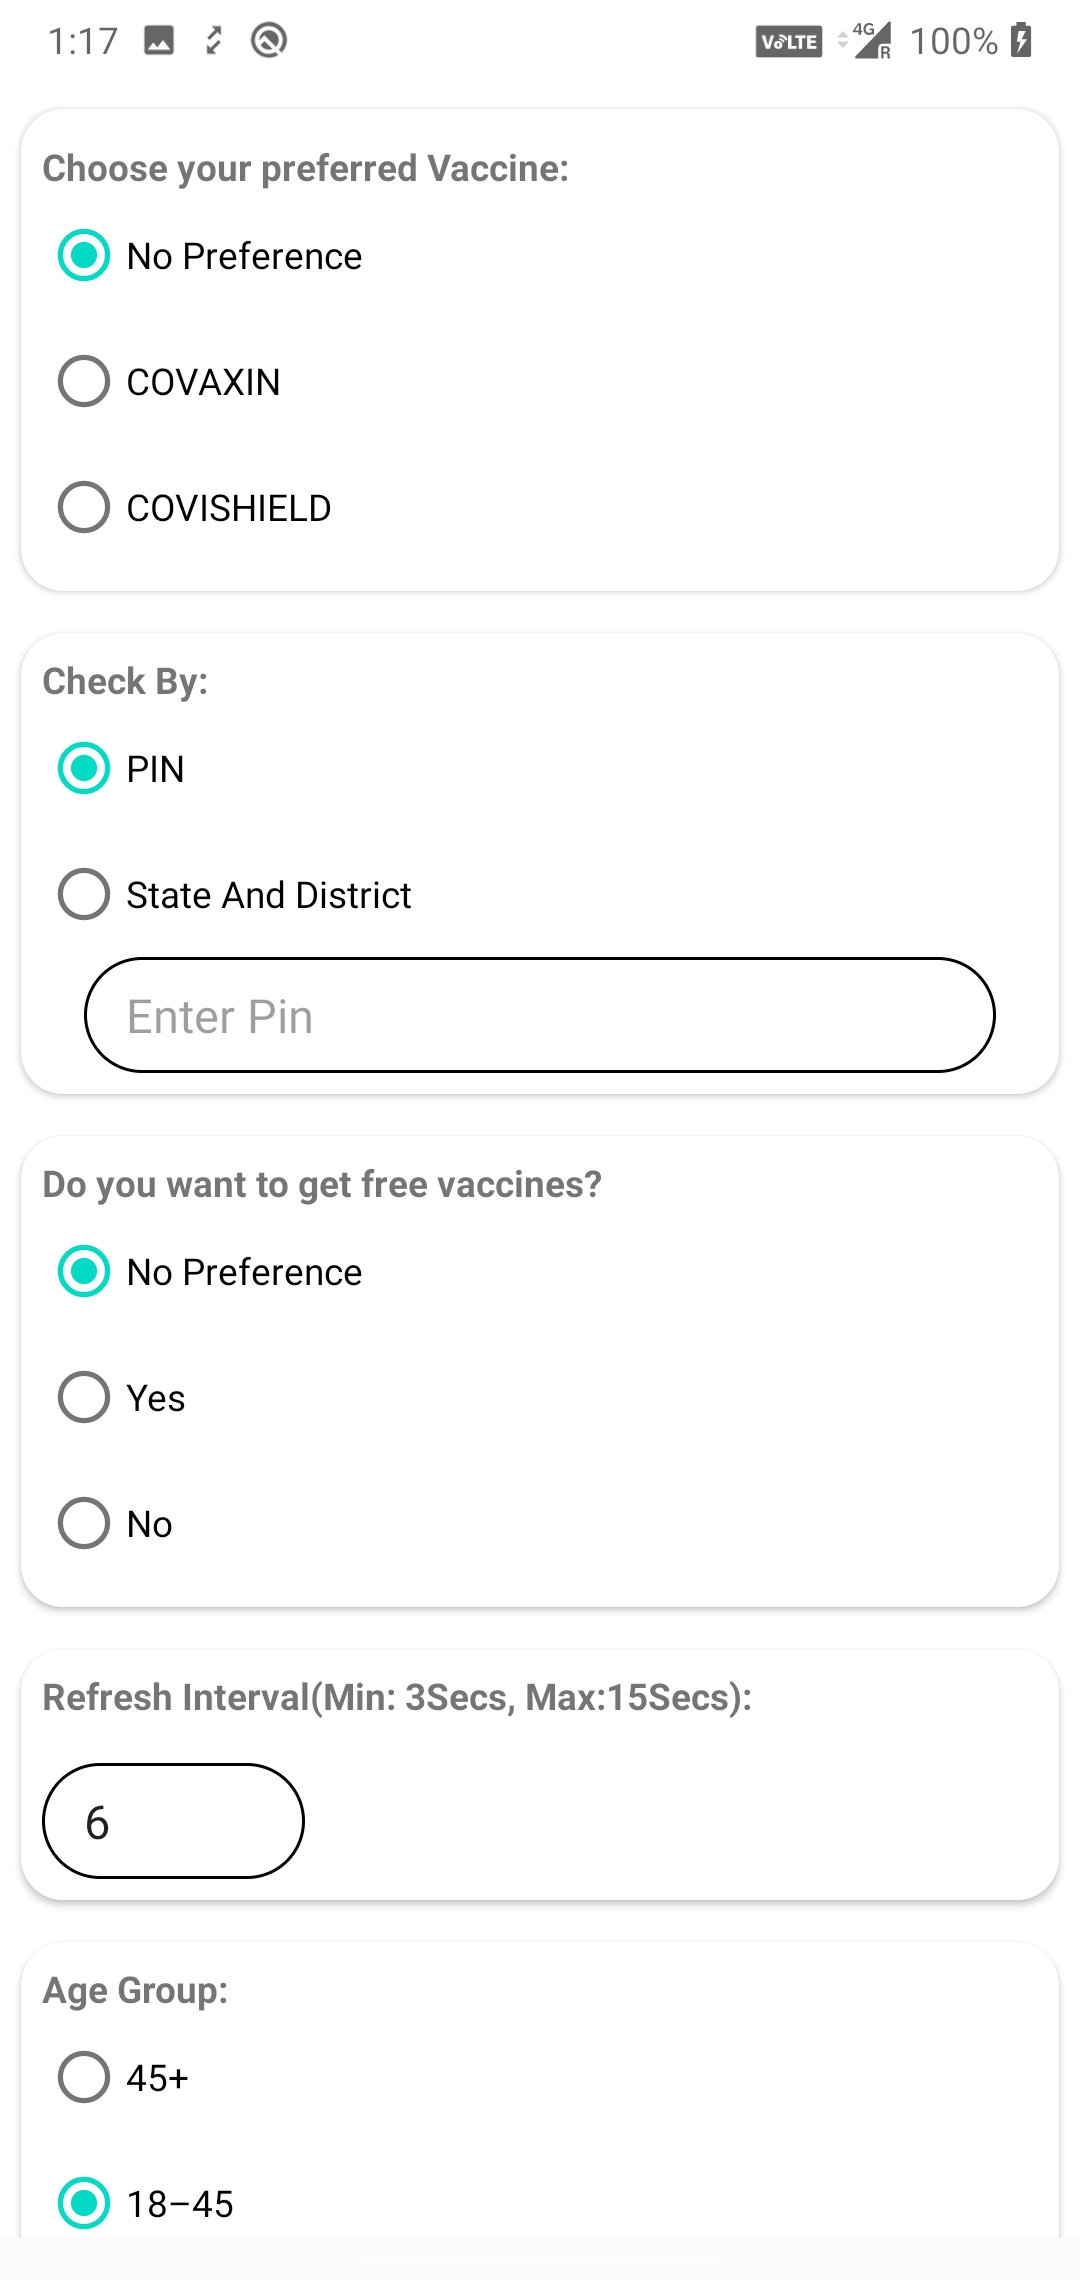 1:17 VoLTE 4G R 100%
Choose your preferred Vaccine:
No Preference
COVAXIN
COVISHIELD
Check By:
PIN
State And District
Enter Pin
Do you want to get free vaccines?
No Preference
Yes
No
Refresh Interval(Min: 3Secs, Max:15Secs):
6
Age Group:
45+
18–45